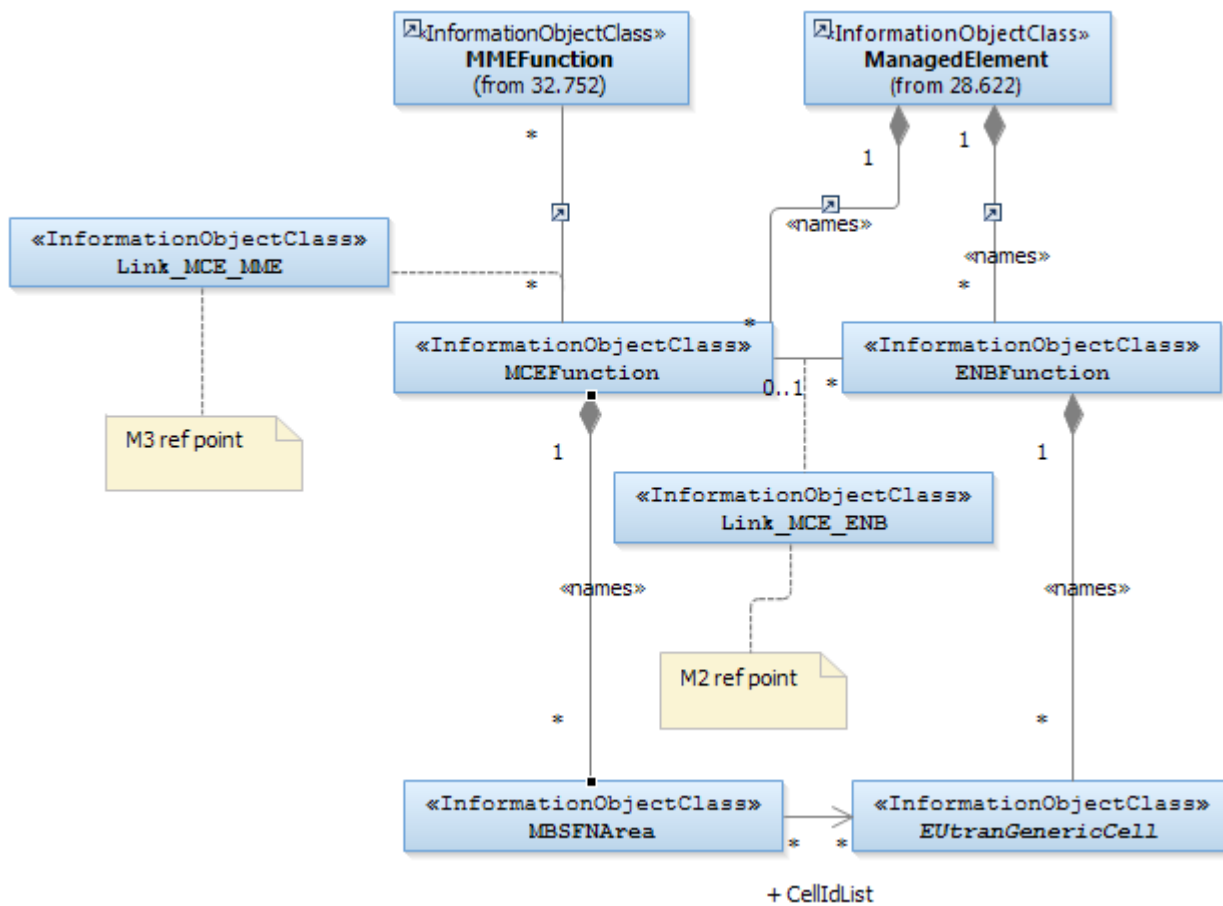 «InformationObjectClass»
MMEFunction
(from 32.752)
«InformationObjectClass»
ManagedElement
(from 28.622)
*
1
1
«names»
«names»
«InformationObjectClass»
Link_MCE_MME
*
*
*
«InformationObjectClass»
MCEFunction
«InformationObjectClass»
ENBFunction
0..1
*
M3 ref point
1
1
«InformationObjectClass»
Link_MCE_ENB
«names»
«names»
M2 ref point
*
*
«InformationObjectClass»
MBSFNArea
«InformationObjectClass»
EUtranGenericCell
*
*
+ CellIdList